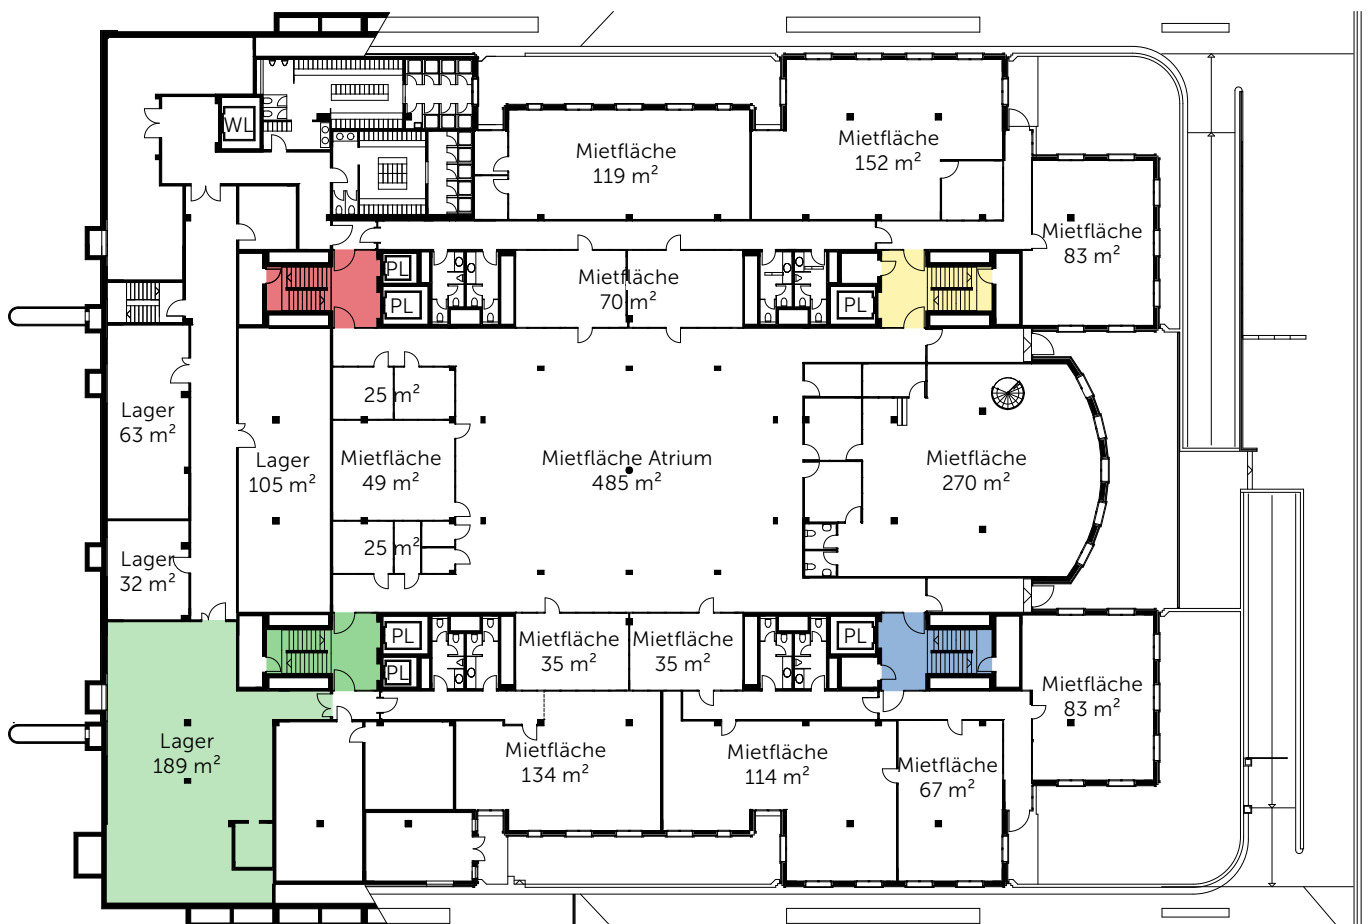 WL
Mietfläche
119 m²
Mietfläche
152 m²
Mietfläche
83 m²
PL
PL
Mietfläche
70 m²
PL
Lager
63 m²
25 m²
Lager
105 m²
Mietfläche
49 m²
Mietfläche Atrium
485 m²
Mietfläche
270 m²
25 m²
Lager
32 m²
PL
PL
Mietfläche
35 m²
Mietfläche
35 m²
PL
Mietfläche
83 m²
Lager
189 m²
Mietfläche
134 m²
Mietfläche
114 m²
Mietfläche
67 m²